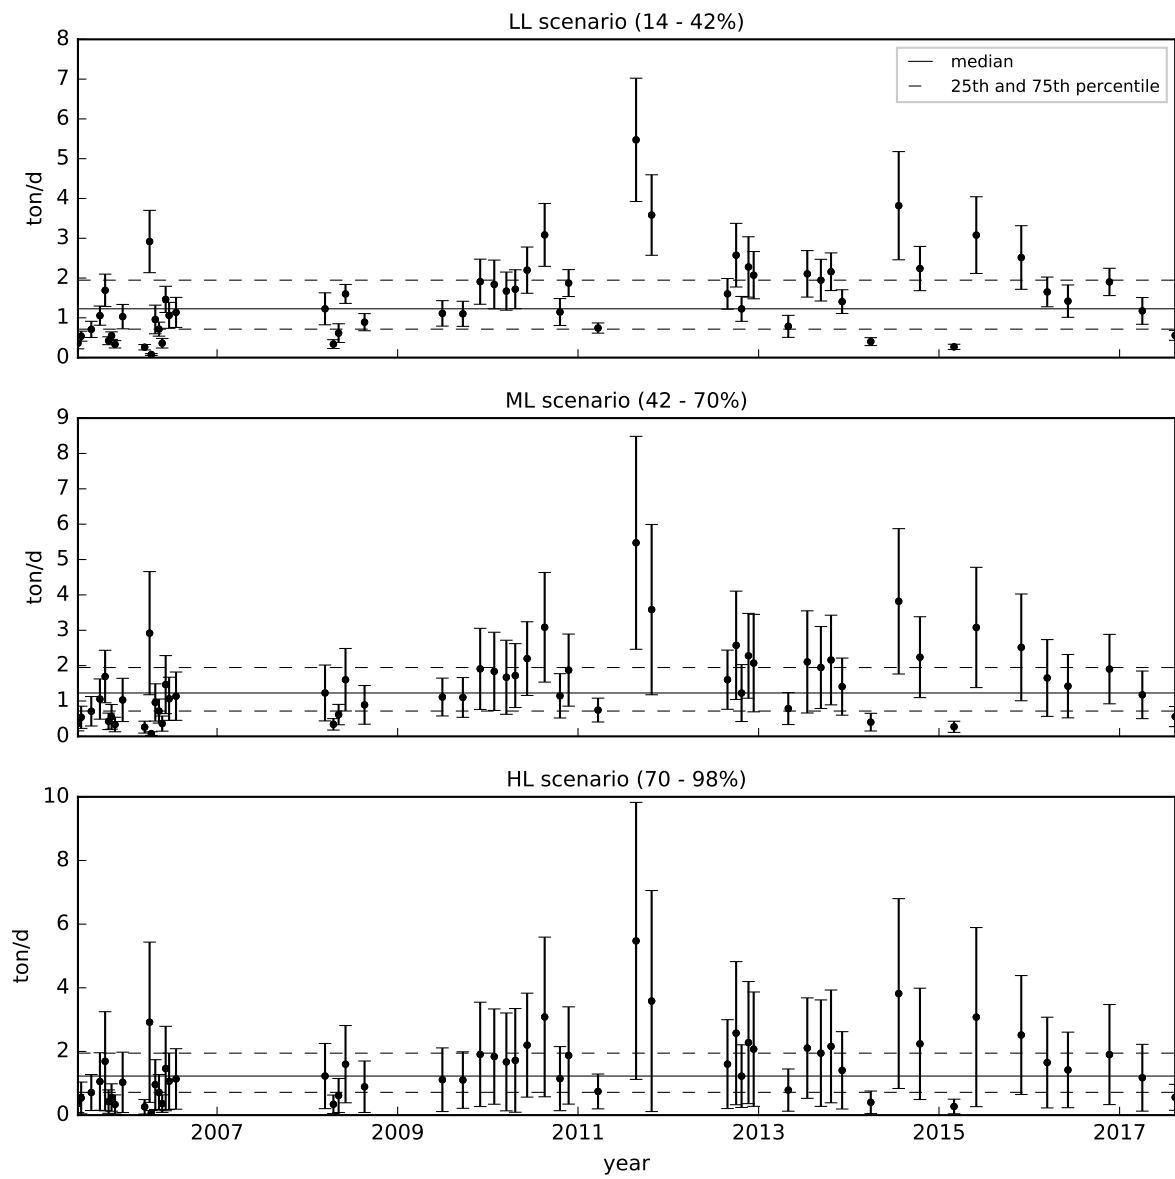 LL scenario (14 - 42%)
8
7
6
5
4
3
2
1
0
ton/d
median
25th and 75th percentile
ML scenario (42 - 70%)
9
8
7
6
5
4
3
2
1
0
ton/d
HL scenario (70 - 98%)
10
8
6
4
2
0
ton/d
2007 2009 2011 2013 2015 2017
year